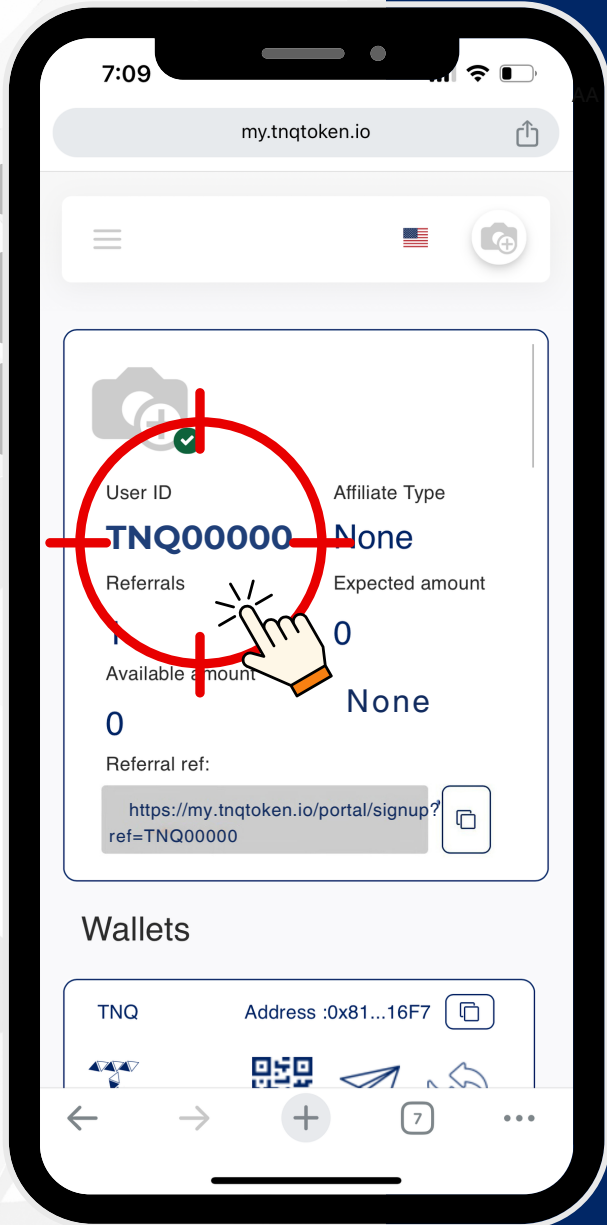 7:09
AA
my.tnqtoken.io
User ID
Affiliate Type
TNQ00000
None
Referrals
Expected amount
0
Available amount
None
0
Referral ref:
https://my.tnqtoken.io/portal/signup?
ref=TNQ00000
Wallets
TNQ
Address :0x81...16F7
7